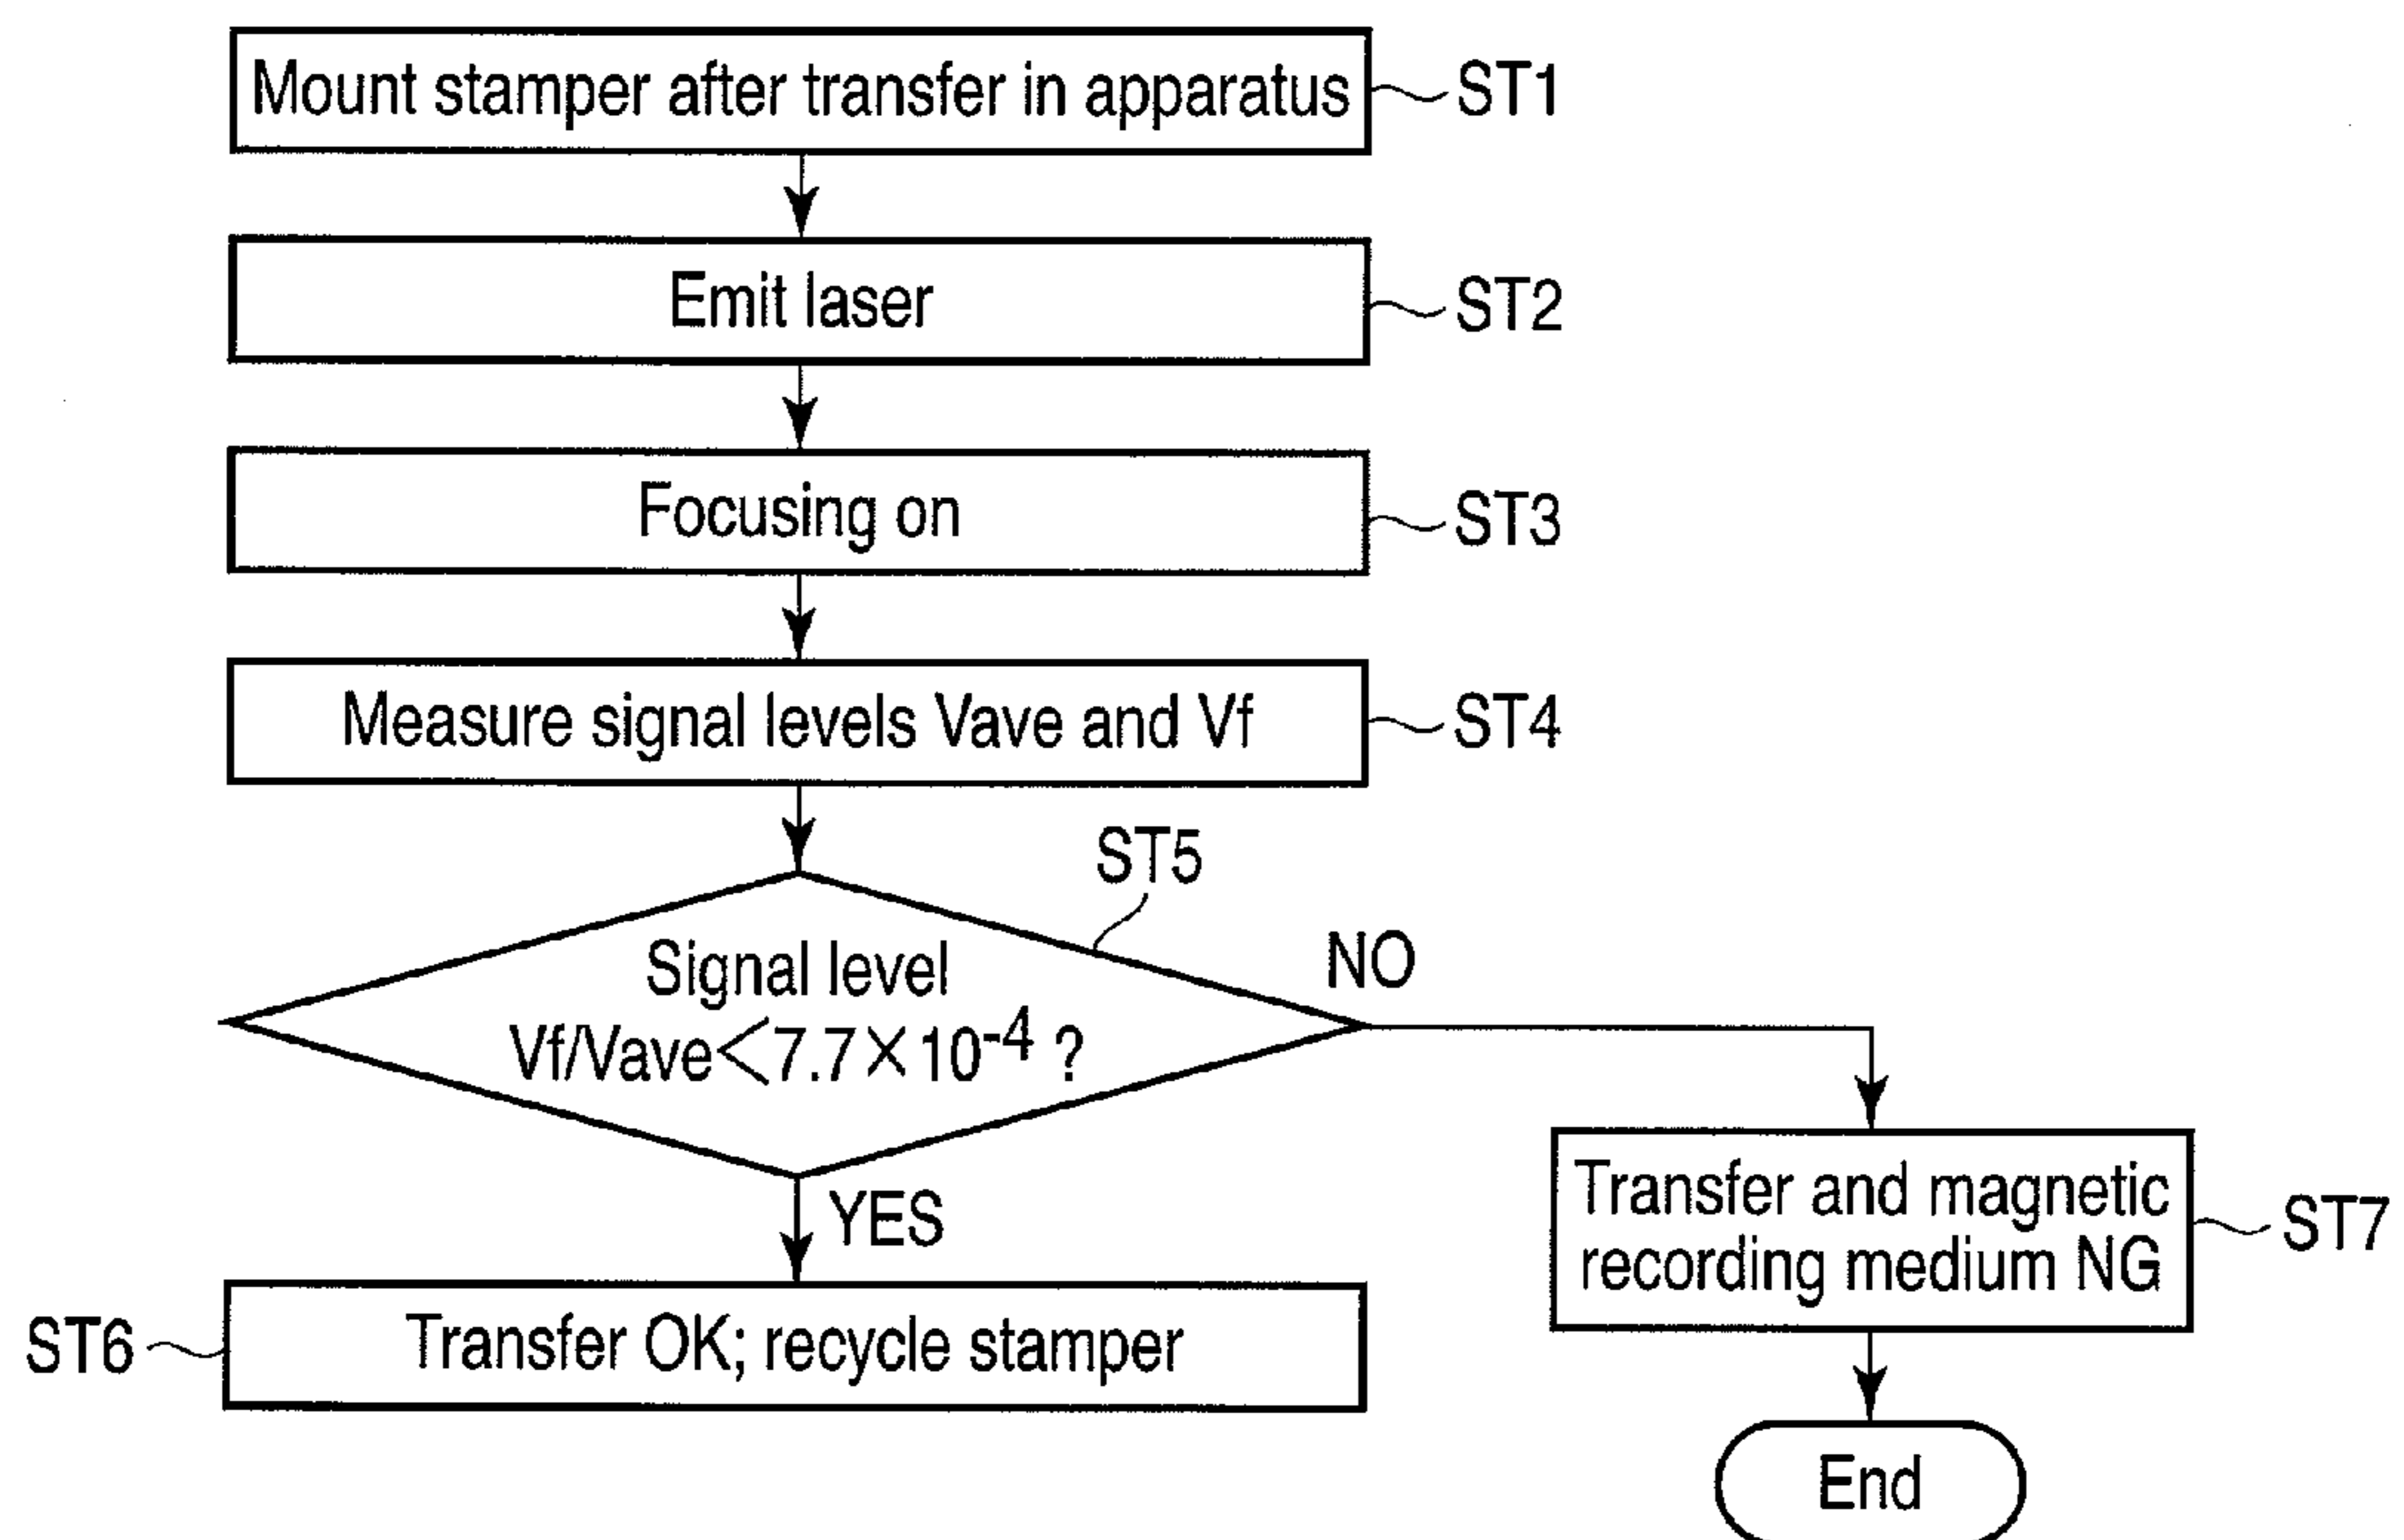 Mount stamper after transfer in apparatus
ST1
Emit laser
ST2
Focusing on
ST3
Measure signal levels Vave and Vf
ST4
ST5
Signal level
Vf/Vave<7.7×10⁻⁴ ?
NO
YES
Transfer and magnetic
recording medium NG
ST7
ST6
Transfer OK; recycle stamper
End